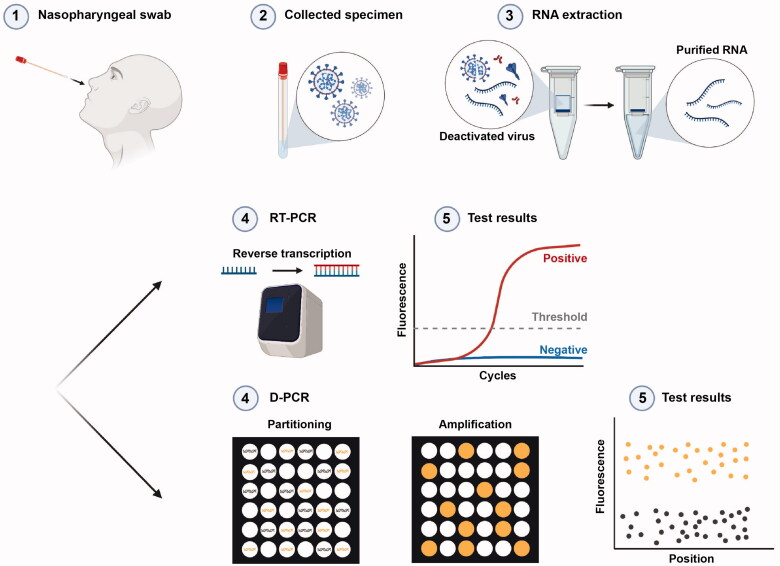 1 Nasopharyngeal swab
2 Collected specimen
3 RNA extraction
Deactivated virus
Purified RNA
4 RT-PCR
Reverse transcription
5 Test results
Fluorescence
Positive
Threshold
Negative
Cycles
4 D-PCR
Partitioning
Amplification
5 Test results
Fluorescence
Position